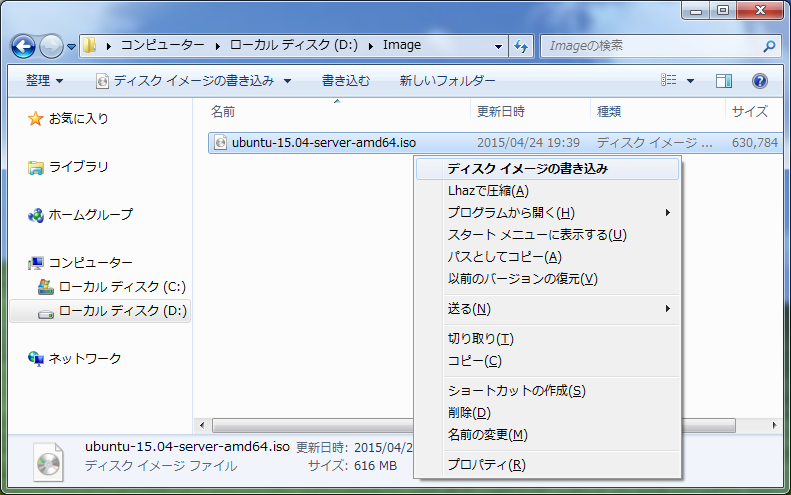 コンピューター ローカル ディスク (D:) Image
Imageの検索
整理 ディスク イメージの書き込み 書き込む 新しいフォルダー
名前 更新日時 種類 サイズ
お気に入り
ライブラリ
ホームグループ
コンピューター
ローカル ディスク (C:)
ローカル ディスク (D:)
ネットワーク
ubuntu-15.04-server-amd64.iso 2015/04/24 19:39 ディスク イメージ ... 630,784
ディスク イメージの書き込み
Lhazで圧縮(A)
プログラムから開く(H)
スタート メニューに表示する(U)
パスとしてコピー(A)
以前のバージョンの復元(V)
送る(N)
切り取り(T)
コピー(C)
ショートカットの作成(S)
削除(D)
名前の変更(M)
プロパティ(R)
ubuntu-15.04-server-amd64.iso 更新日時: 2015/04/2
ディスク イメージ ファイル サイズ: 616 MB